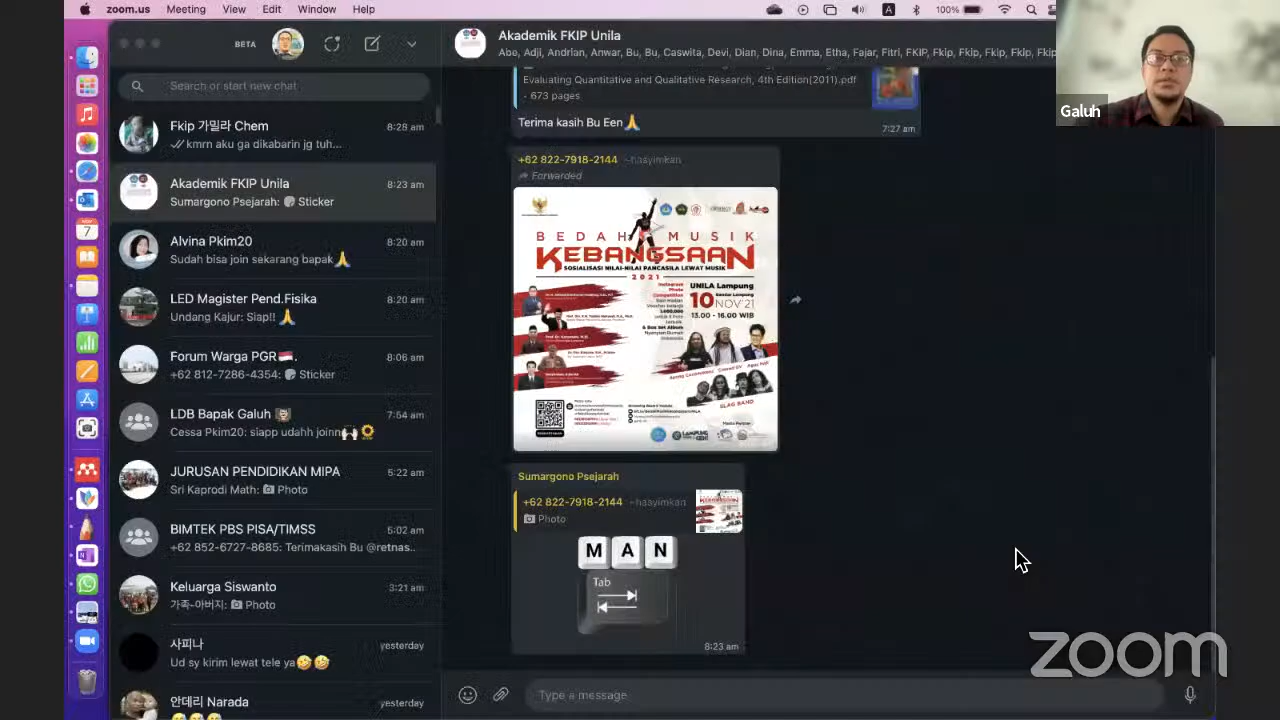 zoom.us Meeting View Edit Window Help
100%
BETA
Search or start new chat
Fkip 가밀라 Chem 8:28 am
kmrn aku ga dikabarin jg tuh...
Akademik FKIP Unila 8:23 am
Sumargono Psejarah: Sticker
Alvina Pkim20 8:20 am
Sudah bisa join sekarang bapak🙏
LED Magister Pend. Fisika 8:20 am
Undangan: Siap!! 🙏
Forum Warga PGR 8:06 am
+62 812-7286-4354: Sticker
LDB Bapak Galuh 7:54 am
5:22 am
JURUSAN PENDIDIKAN MIPA
Sri Kaprodi Math: Photo
BIMTEK PBS PISA/TIMSS 5:02 am
+62 852-6727-8685: Terimakasih Bu @retnas..
Keluarga Siswanto 3:21 am
가족-아버지: Photo
사피나 yesterday
Ud sy kirim lewat tele ya🤣🤣
안데리 Narada yesterday
Akademik FKIP Unila
Abe, Adji, Andrian, Anwar, Bu, Bu, Caswita, Devi, Dian, Dina, Emma, Etha, Fajar, Fitri, FKIP, Fkip, Fkip, Fkip, Fkip, Fkip
Evaluating Quantitative and Qualitative Research, 4th Edition(2011).pdf
- 673 pages
Terima kasih Bu Een🙏
7:27 am
+62 822-7918-2144 ~hasyimkan
Forwarded
BEDAH MUSIK
KEBANGSAAN
SOSIALISASI NILAI-NILAI PANCASILA LEWAT MUSIK
2021
Instagram
Photo
Competition
UNILA Lampung
Bandar Lampung
10 NOV'21
13.00 - 16.00 WIB
SLAG BAND
Sumargono Psejarah
+62 822-7918-2144 ~hasyimkan
Photo
MAN
Tab
8:23 am
Type a message
Galuh
zoom